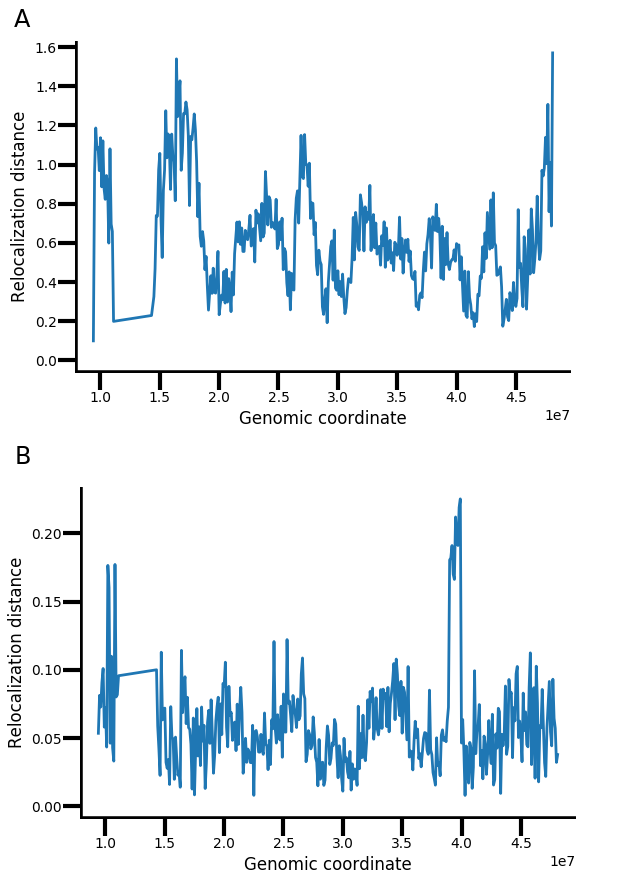 A
1.6
1.4
1.2
1.0
0.8
0.6
0.4
0.2
0.0
Relocalization distance
1.0 1.5 2.0 2.5 3.0 3.5 4.0 4.5
1e7
Genomic coordinate
B
0.20
0.15
0.10
0.05
0.00
Relocalization distance
1.0 1.5 2.0 2.5 3.0 3.5 4.0 4.5
1e7
Genomic coordinate